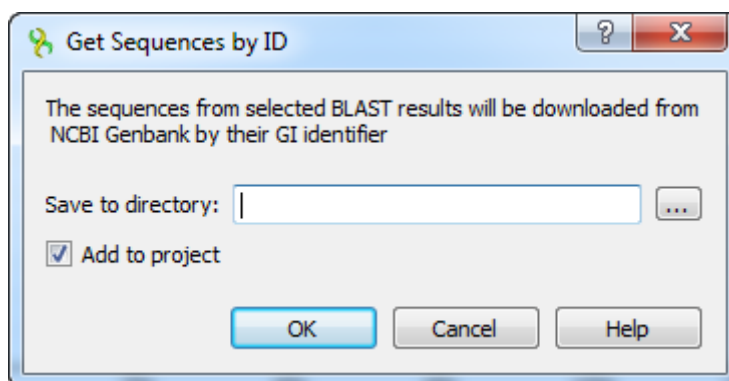 Get Sequences by ID
The sequences from selected BLAST results will be downloaded from
NCBI Genbank by their GI identifier
Save to directory:
...
Add to project
OK Cancel Help